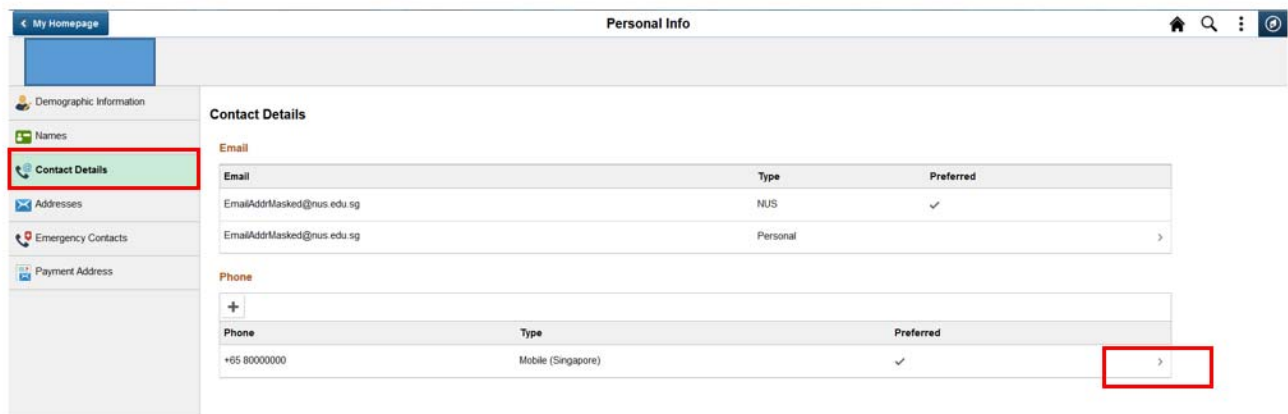 My Homepage
Personal Info
Demographic Information
Names
Contact Details
Addresses
Emergency Contacts
Payment Address
Contact Details
Email
Email Type Preferred
EmailAddrMasked@nus.edu.sg NUS
EmailAddrMasked@nus.edu.sg Personal
Phone
Phone Type Preferred
+65 80000000 Mobile (Singapore)